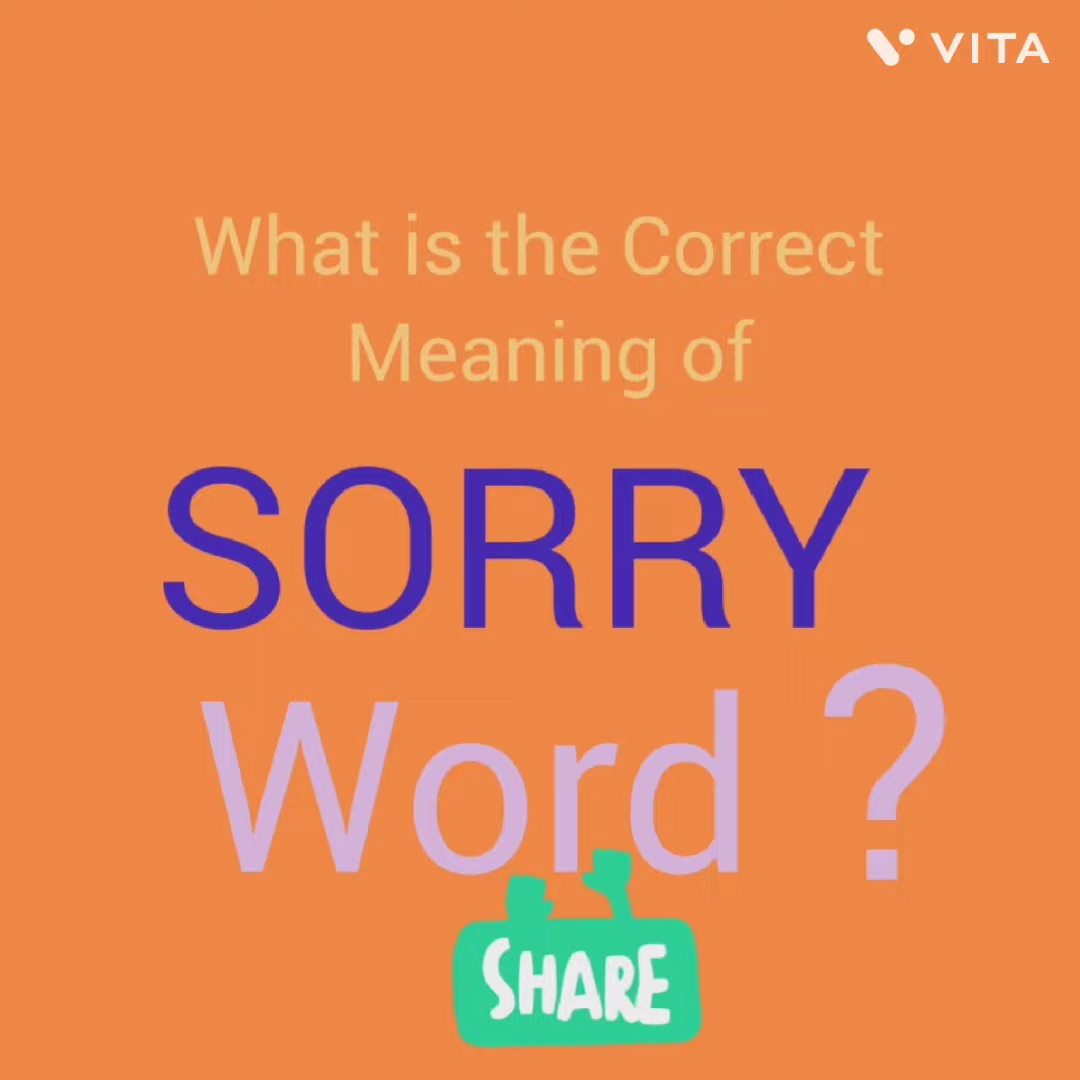 VITA
What is the Correct
Meaning of
SORRY
Word ?
SHARE